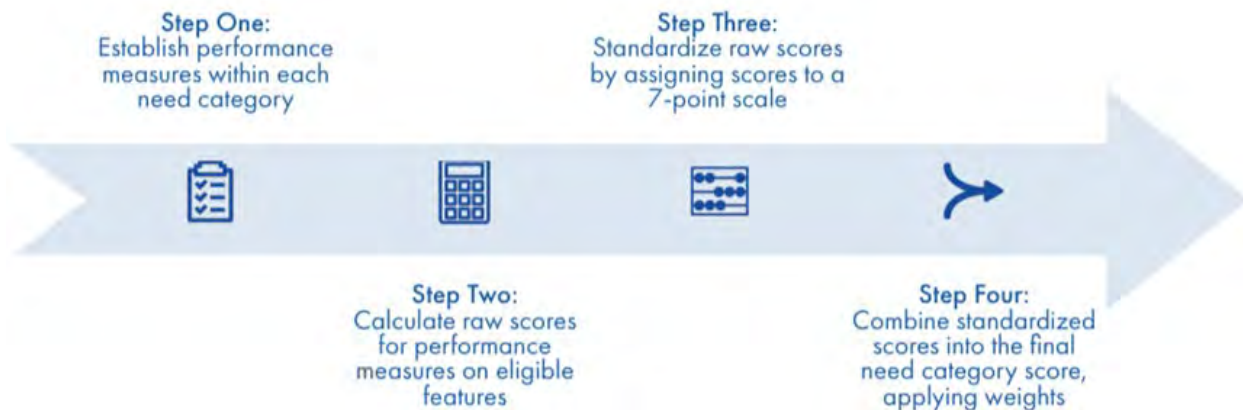 Step One:
Establish performance
measures within each
need category
Step Two:
Calculate raw scores
for performance
measures on eligible
features
Step Three:
Standardize raw scores
by assigning scores to a
7-point scale
Step Four:
Combine standardized
scores into the final
need category score,
applying weights